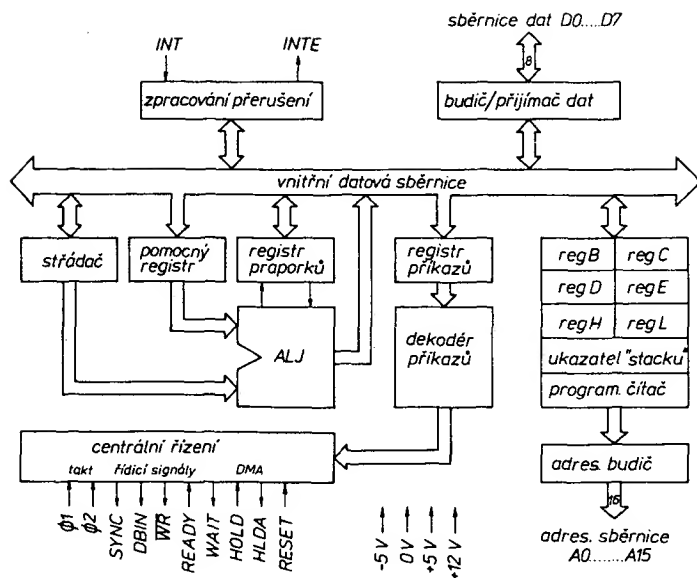 sběrnice dat D0.....D7
INT
INTE
8
zpracování přerušení
budič/přijímač dat
vnitřní datová sběrnice
střádač
pomocný
registr
registr
praporků
registr
příkazů
reg B
reg C
reg D
reg E
reg H
reg L
ukazatel "stacku"
program. čítač
ALJ
dekodér
příkazů
centrální řízení
takt
řídicí signály
DMA
adres. budič
ϕ1
ϕ2
SYNC
DBIN
W̅R̅
READY
WAIT
HOLD
HLDA
RESET
-5 V
0 V
+5 V
+12 V
16
adres. sběrnice
A0........A15